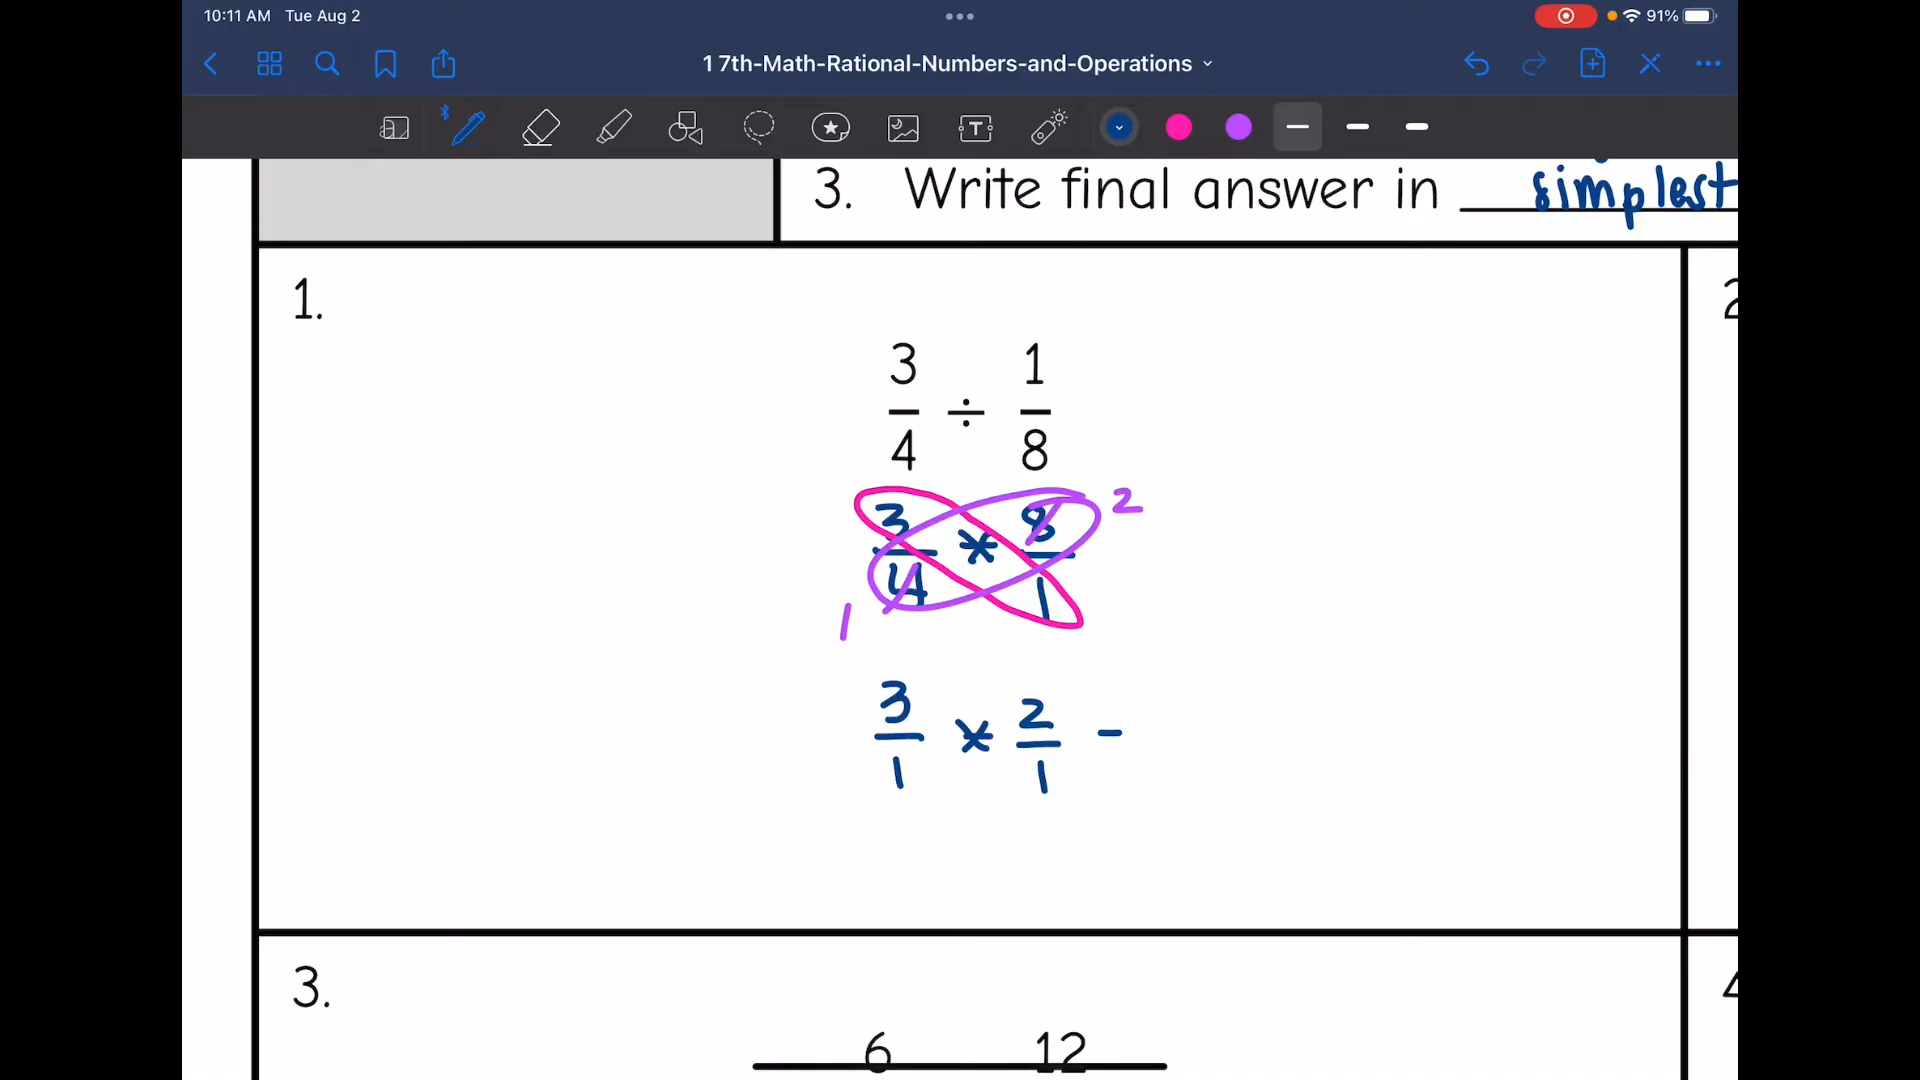 10:11 AM Tue Aug 2
91%
1 7th-Math-Rational-Numbers-and-Operations
T
3. Write final answer in simplest
1.
3 1
÷
4 8
3 8 2
*
4 1
1
3 2
* -
1 1
3.
6 12